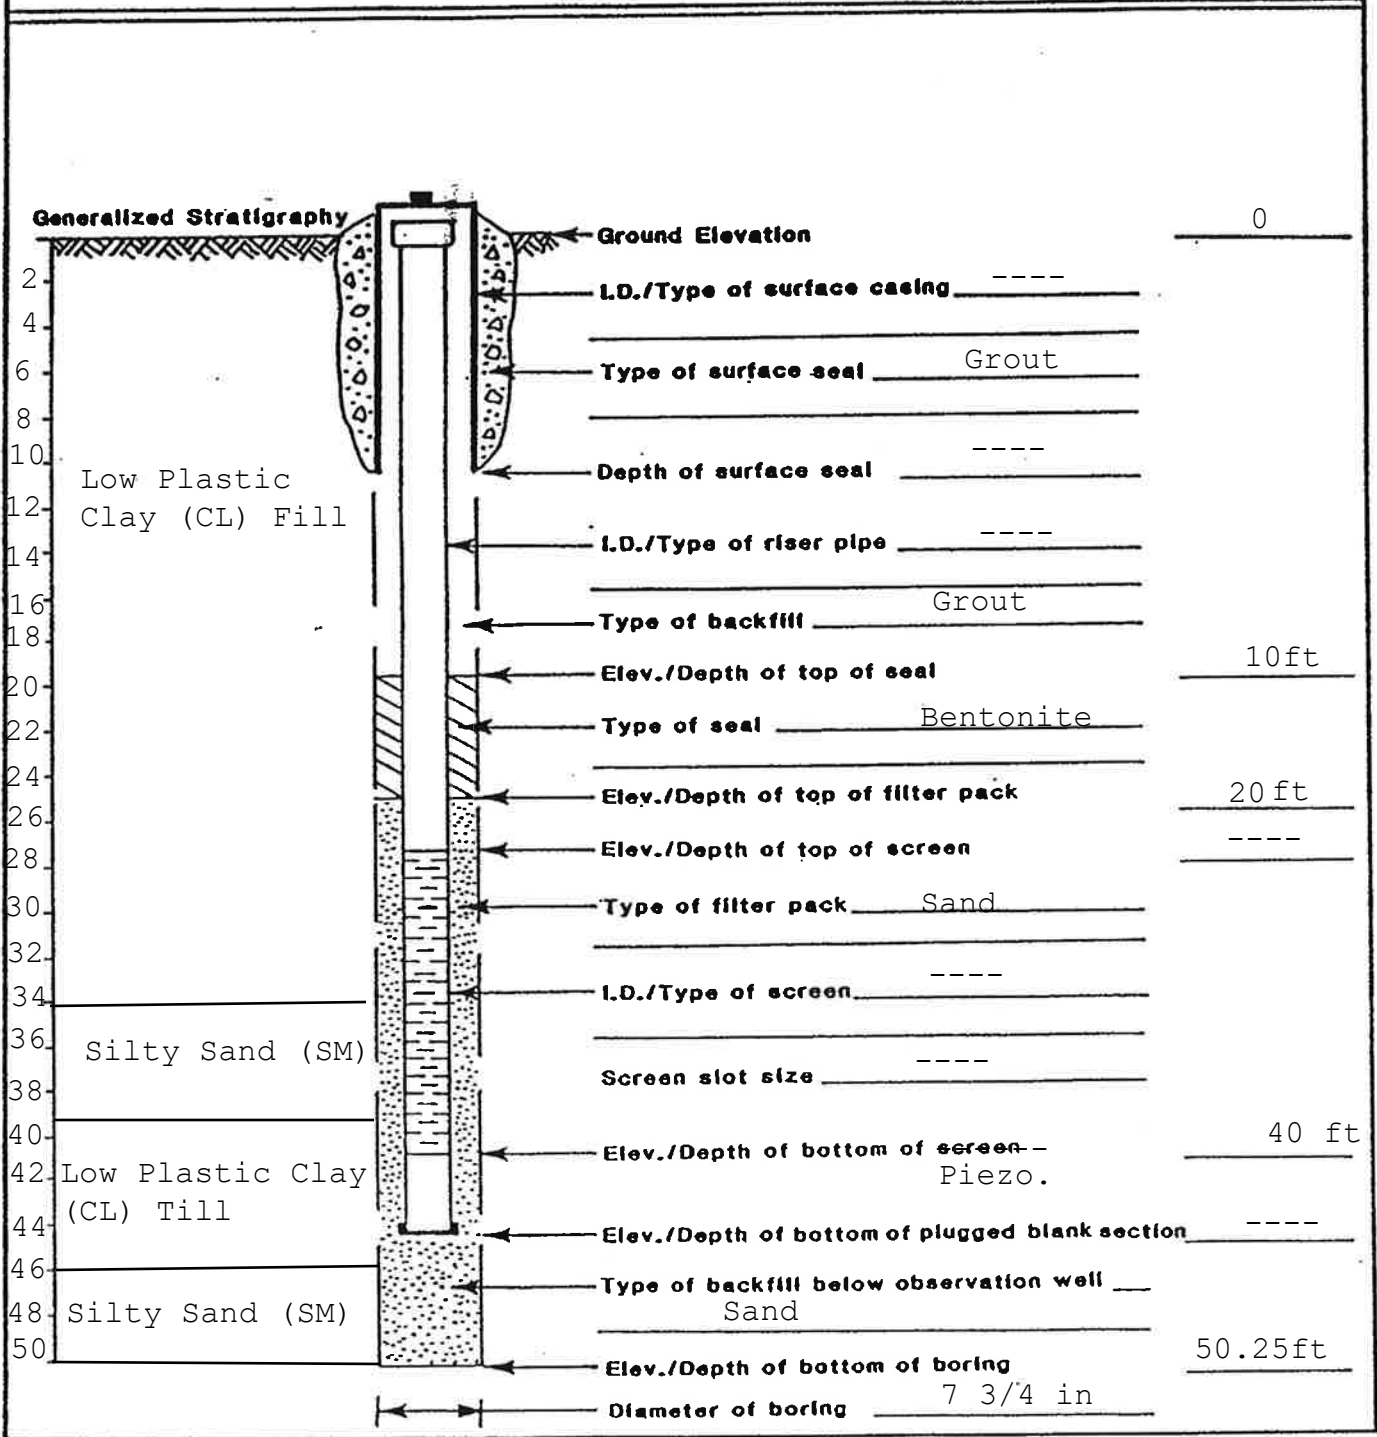 Generalized Stratigraphy
Ground Elevation 0
2
I.D./Type of surface casing ----
4
6
Type of surface seal Grout
8
10
Depth of surface seal ----
Low Plastic
Clay (CL) Fill
12
14
I.D./Type of riser pipe ----
16
Type of backfill Grout
18
Elev./Depth of top of seal 10ft
20
22
Type of seal Bentonite
24
Elev./Depth of top of filter pack 20ft
26
28
Elev./Depth of top of screen ----
30
Type of filter pack Sand
32
34
I.D./Type of screen ----
36
Silty Sand (SM)
38
Screen slot size ----
40
Elev./Depth of bottom of screen -- 40 ft
Piezo.
42
Low Plastic Clay
(CL) Till
44
Elev./Depth of bottom of plugged blank section ----
46
Type of backfill below observation well
Sand
48
Silty Sand (SM)
50
Elev./Depth of bottom of boring 50.25ft
Diameter of boring 7 3/4 in